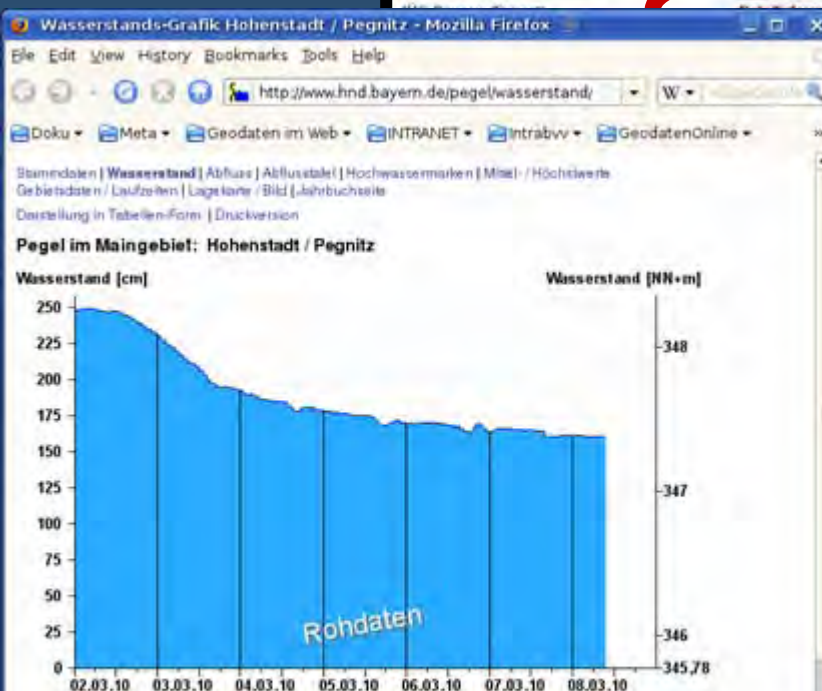 Wasserstands-Grafik Hohenstadt / Pegnitz - Mozilla Firefox
File Edit View History Bookmarks Tools Help
http://www.hnd.bayern.de/pegel/wasserstand/ W
Doku Meta Geodaten im Web INTRANET Intrabvv GeodatenOnline »
Stammdaten | Wasserstand | Abfluss | Abflusstafel | Hochwassermarken | Mittel- / Höchstwerte
Gebietsdaten / Laufzeiten | Lagekarte / Bild | Jahrbuchseite
Darstellung in Tabellen-Form | Druckversion
Pegel im Maingebiet: Hohenstadt / Pegnitz
Wasserstand [cm] Wasserstand [NN+m]
250
225 348
200
175
150
125 347
100
75
50
25 346
Rohdaten
0 345,78
02.03.10 03.03.10 04.03.10 05.03.10 06.03.10 07.03.10 08.03.10